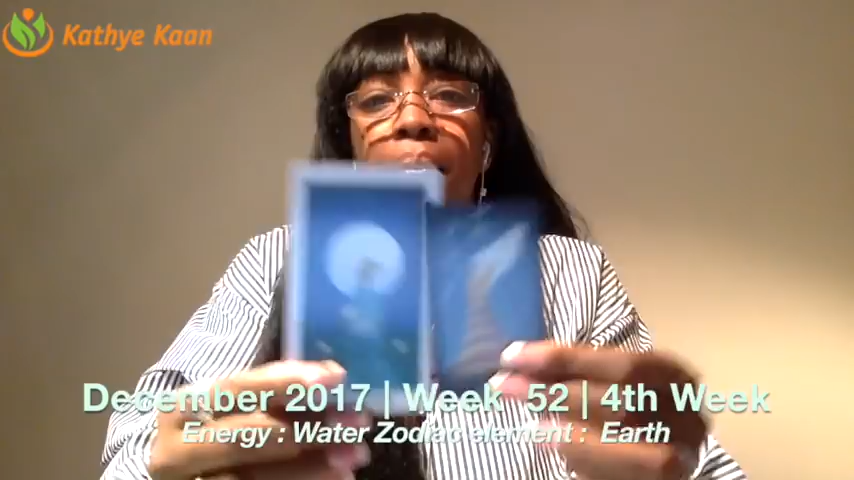 Kathye Kaan
December 2017 | Week 52 | 4th Week
Energy : Water Zodiac element : Earth